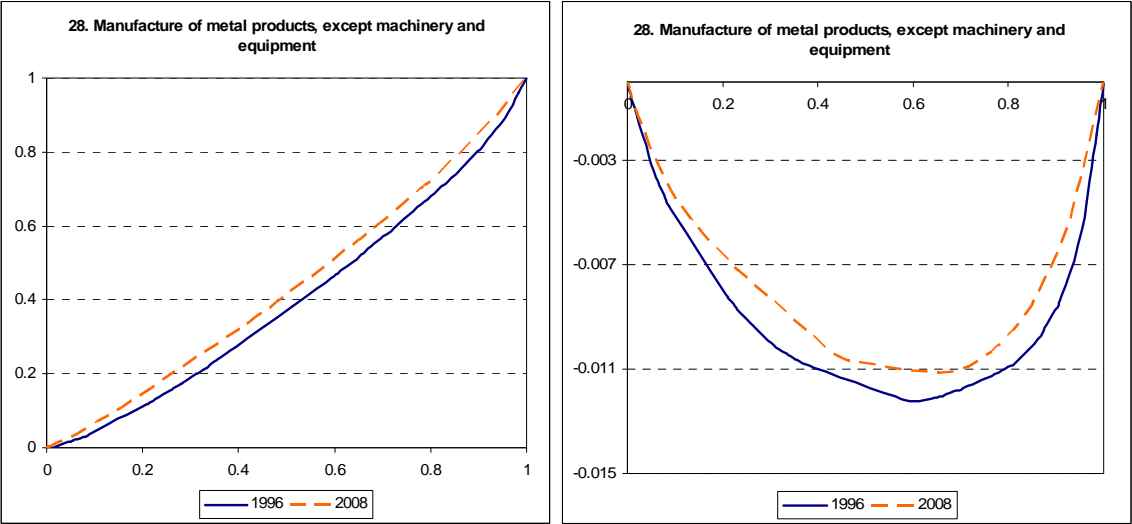 28. Manufacture of metal products, except machinery and
equipment
1
0.8
0.6
0.4
0.2
0
0 0.2 0.4 0.6 0.8 1
1996 2008
28. Manufacture of metal products, except machinery and
equipment
0 0.2 0.4 0.6 0.8 1
-0.003
-0.007
-0.011
-0.015
1996 2008